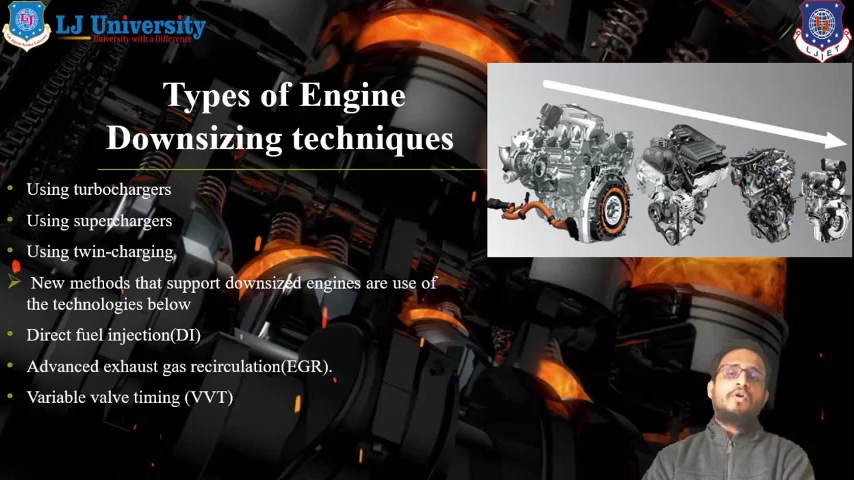 LJ University
University with a Difference
LJIET
Types of Engine
Downsizing techniques
• Using turbochargers
• Using superchargers
• Using twin-charging
➢ New methods that support downsized engines are use of
the technologies below
• Direct fuel injection(DI)
• Advanced exhaust gas recirculation(EGR).
• Variable valve timing (VVT)